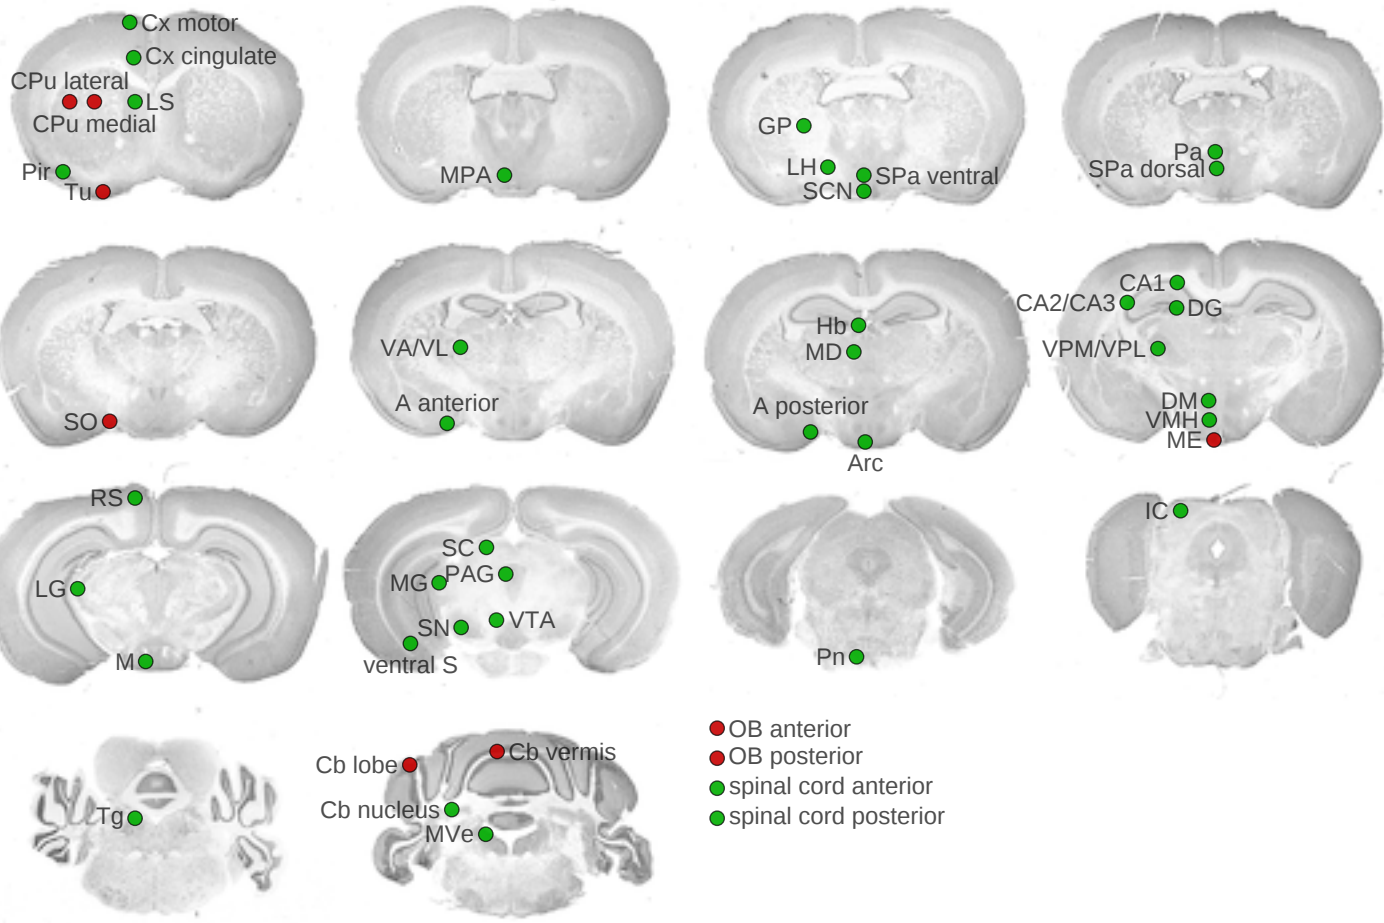 Cx motor
Cx cingulate
CPu lateral
LS
CPu medial
Pir
Tu
MPA
GP
LH
SPa ventral
SCN
Pa
SPa dorsal
SO
VA/VL
A anterior
Hb
MD
A posterior
Arc
CA1
CA2/CA3
DG
VPM/VPL
DM
VMH
ME
RS
LG
M
SC
MG
PAG
SN
VTA
ventral S
Pn
IC
Tg
Cb lobe
Cb vermis
Cb nucleus
MVe
OB anterior
OB posterior
spinal cord anterior
spinal cord posterior